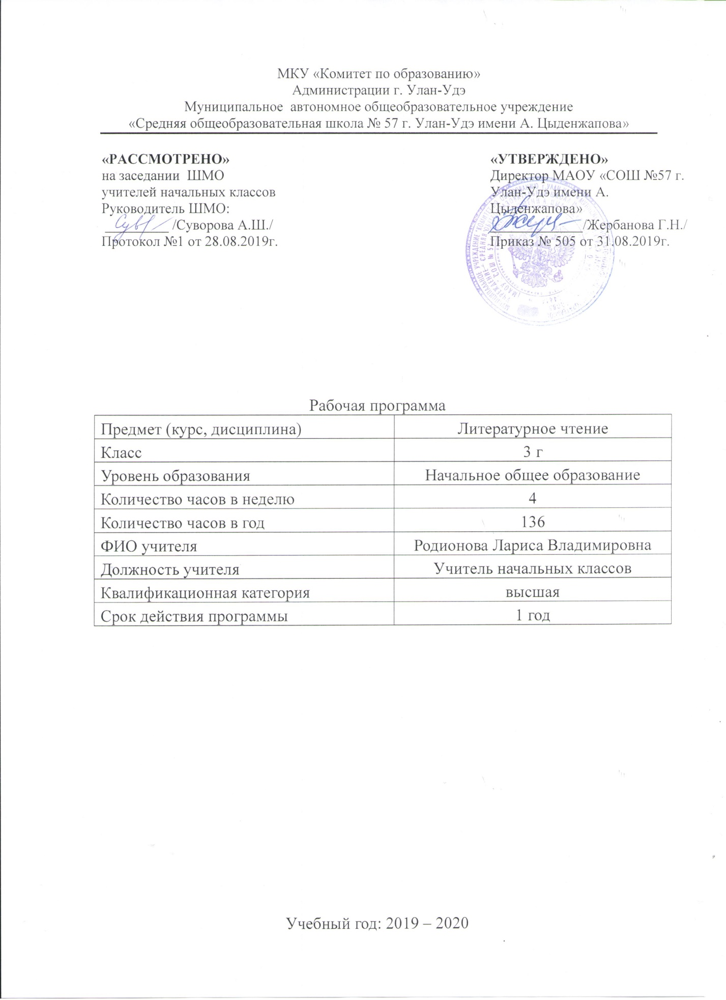 МКУ «Комитет по образованию»
Администрации г. Улан-Удэ
Муниципальное  автономное общеобразовательное учреждение
«Средняя общеобразовательная школа № 57 г. Улан-Удэ имени А. Цыденжапова»
«РАССМОТРЕНО»
на заседании  ШМО
учителей начальных классов
Руководитель ШМО:
_________ /Суворова А.Ш./
Протокол №1 от 28.08.2019г.
«УТВЕРЖДЕНО»
Директор МАОУ «СОШ №57 г.
Улан-Удэ имени А.
Цыденжапова»
_____________/Жербанова Г.Н./
Приказ № 505 от 31.08.2019г.
Рабочая программа
Предмет (курс, дисциплина) Литературное чтение
Класс 3 г
Уровень образования Начальное общее образование
Количество часов в неделю 4
Количество часов в год 136
ФИО учителя Родионова Лариса Владимировна
Должность учителя Учитель начальных классов
Квалификационная категория высшая
Срок действия программы 1 год
Учебный год: 2019 – 2020